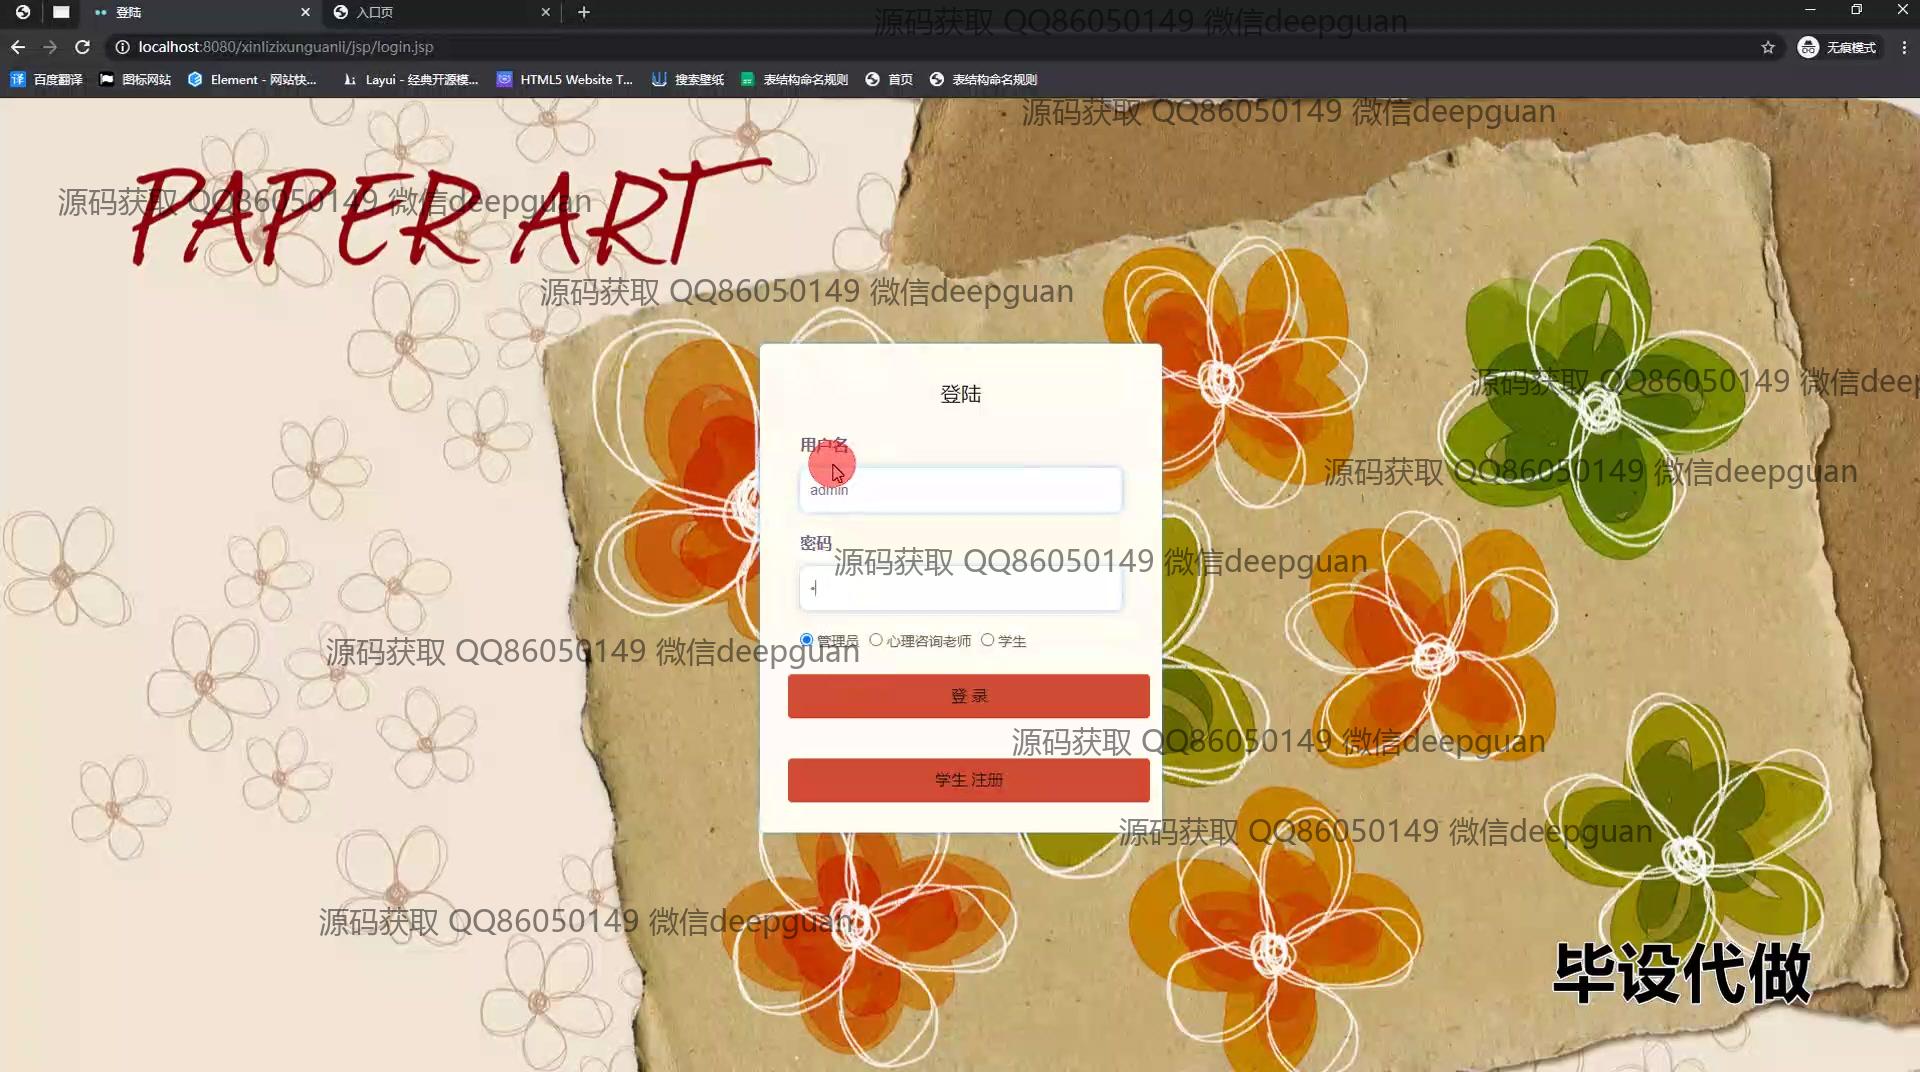 登陆
入口页
源码获取 QQ86050149 微信deepguan
localhost:8080/xinlizixunguanli/jsp/login.jsp
无痕模式
百度翻译
图标网站
Element - 网站快...
Layui - 经典开源模...
HTML5 Website T...
搜索壁纸
表结构命名规则
首页
表结构命名规则
源码获取 QQ86050149 微信deepguan
PAPER ART
源码获取 QQ86050149 微信deepguan
源码获取 QQ86050149 微信deepguan
登陆
源码获取 QQ86050149 微信deep
用户名
源码获取 QQ86050149 微信deepguan
admin
密码
源码获取 QQ86050149 微信deepguan
管理员 心理咨询老师 学生
源码获取 QQ86050149 微信deepguan
登 录
源码获取 QQ86050149 微信deepguan
学生 注册
源码获取 QQ86050149 微信deepguan
源码获取 QQ86050149 微信deepguan
毕设代做